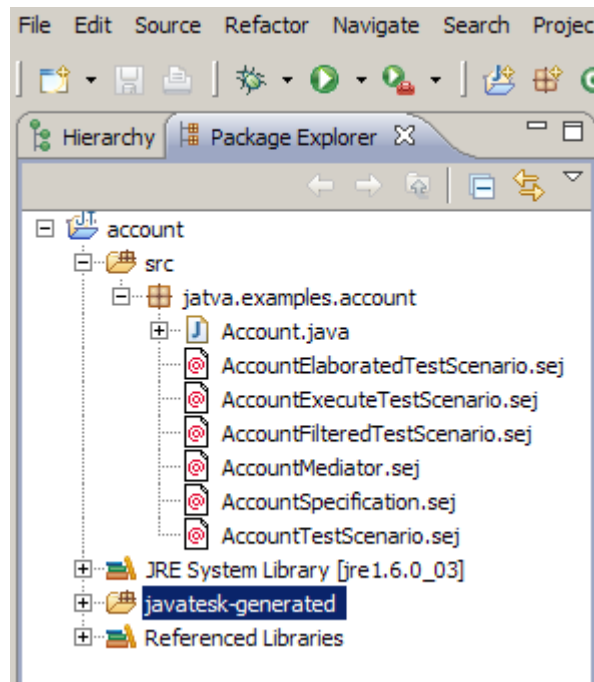 File Edit Source Refactor Navigate Search Projec
Hierarchy Package Explorer
account
src
jatva.examples.account
Account.java
AccountElaboratedTestScenario.sej
AccountExecuteTestScenario.sej
AccountFilteredTestScenario.sej
AccountMediator.sej
AccountSpecification.sej
AccountTestScenario.sej
JRE System Library [jre1.6.0_03]
javatesk-generated
Referenced Libraries